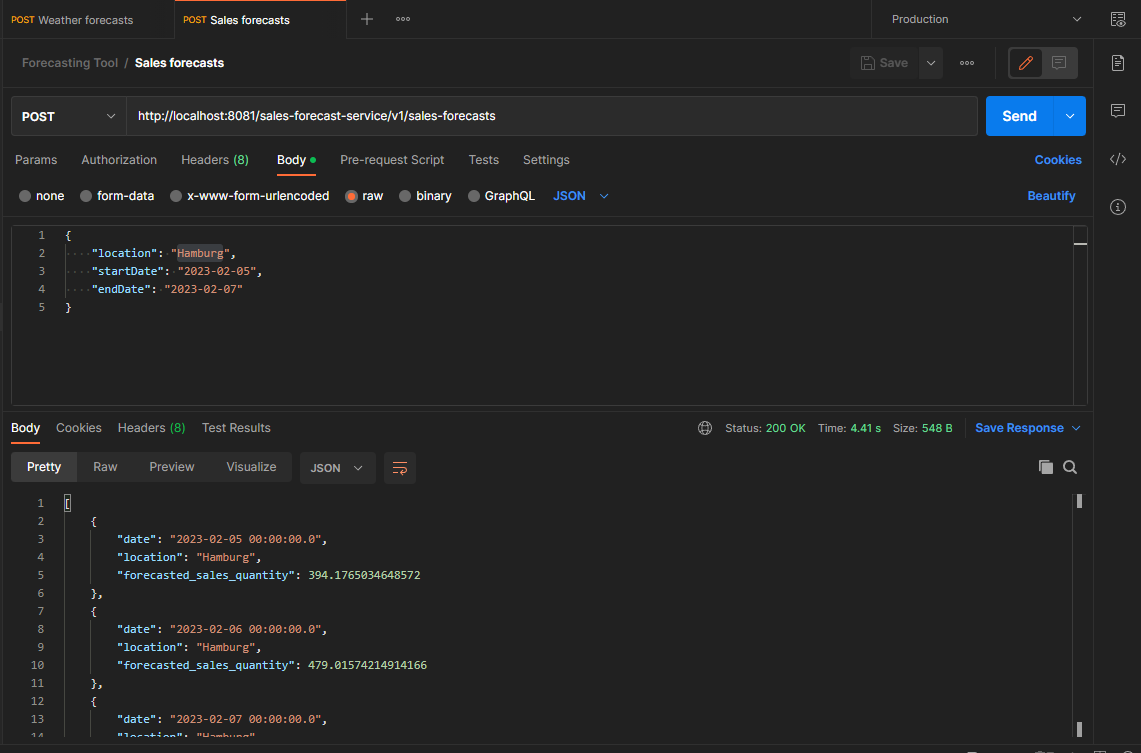 POST Weather forecasts
POST Sales forecasts
Production
Forecasting Tool / Sales forecasts
Save
POST
http://localhost:8081/sales-forecast-service/v1/sales-forecasts
Send
Params Authorization Headers (8) Body Pre-request Script Tests Settings Cookies
none form-data x-www-form-urlencoded raw binary GraphQL JSON Beautify
1 {
2 "location": "Hamburg",
3 "startDate": "2023-02-05",
4 "endDate": "2023-02-07"
5 }
Body Cookies Headers (8) Test Results Status: 200 OK Time: 4.41 s Size: 548 B Save Response
Pretty Raw Preview Visualize JSON
1 [
2 {
3 "date": "2023-02-05 00:00:00.0",
4 "location": "Hamburg",
5 "forecasted_sales_quantity": 394.1765034648572
6 },
7 {
8 "date": "2023-02-06 00:00:00.0",
9 "location": "Hamburg",
10 "forecasted_sales_quantity": 479.01574214914166
11 },
12 {
13 "date": "2023-02-07 00:00:00.0",
14 "location": "Hamburg"